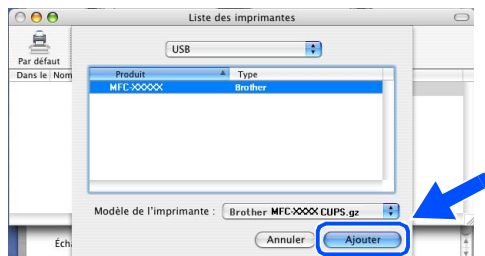 Liste des imprimantes
USB
Par défaut
Dans le Nom
Produit Type
MFC-XXXXX Brother
Modèle de l'imprimante : Brother MFC-XXXX CUPS.gz
Annuler Ajouter